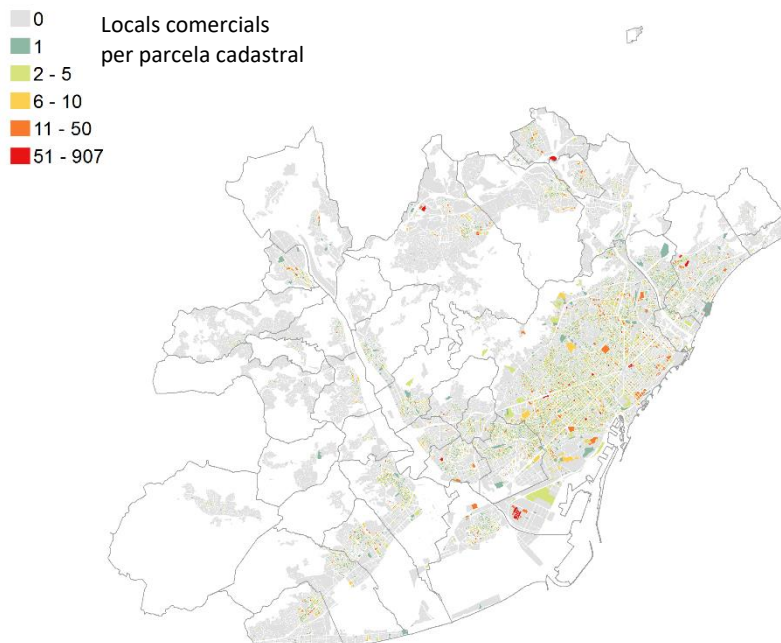 Locals comercials
per parcela cadastral
0
1
2 - 5
6 - 10
11 - 50
51 - 907